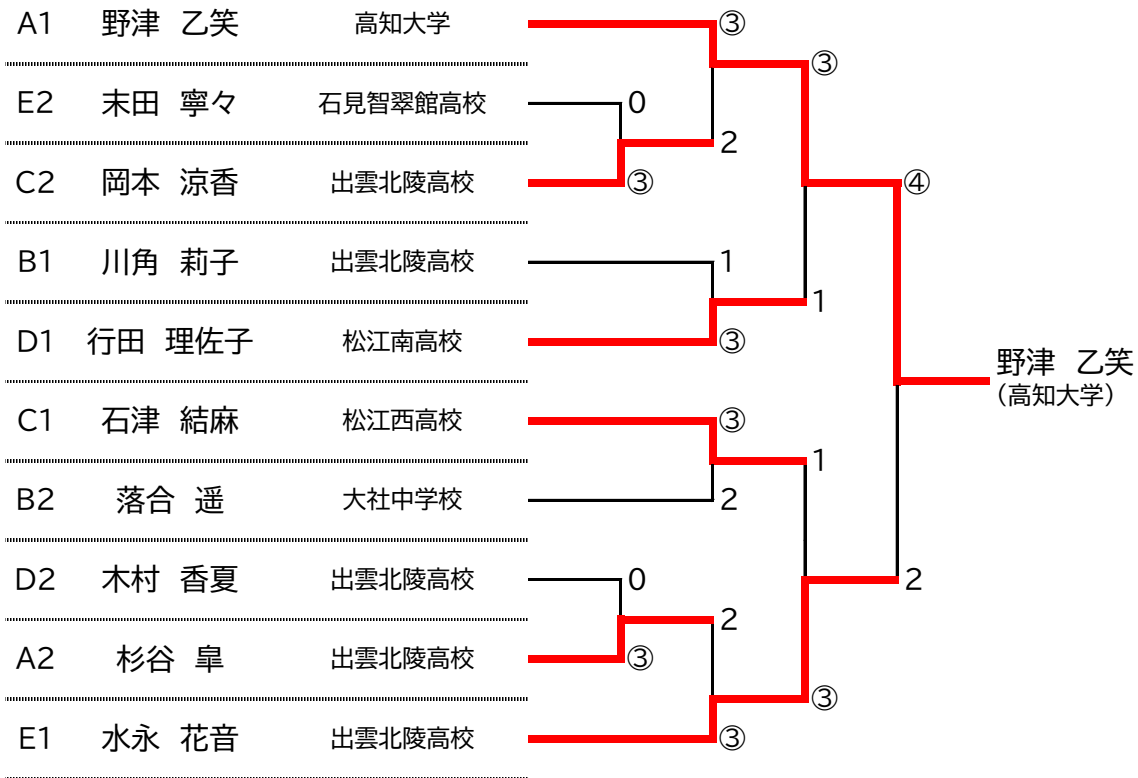 A1 野津 乙笑 高知大学 ③
③
E2 末田 寧々 石見智翠館高校 0
2
C2 岡本 涼香 出雲北陵高校 ③ ④
B1 川角 莉子 出雲北陵高校 1
1
D1 行田 理佐子 松江南高校 ③
野津 乙笑
(高知大学)
C1 石津 結麻 松江西高校 ③
1
B2 落合 遥 大社中学校 2
D2 木村 香夏 出雲北陵高校 0 2
2
A2 杉谷 皐 出雲北陵高校 ③
③
E1 水永 花音 出雲北陵高校 ③